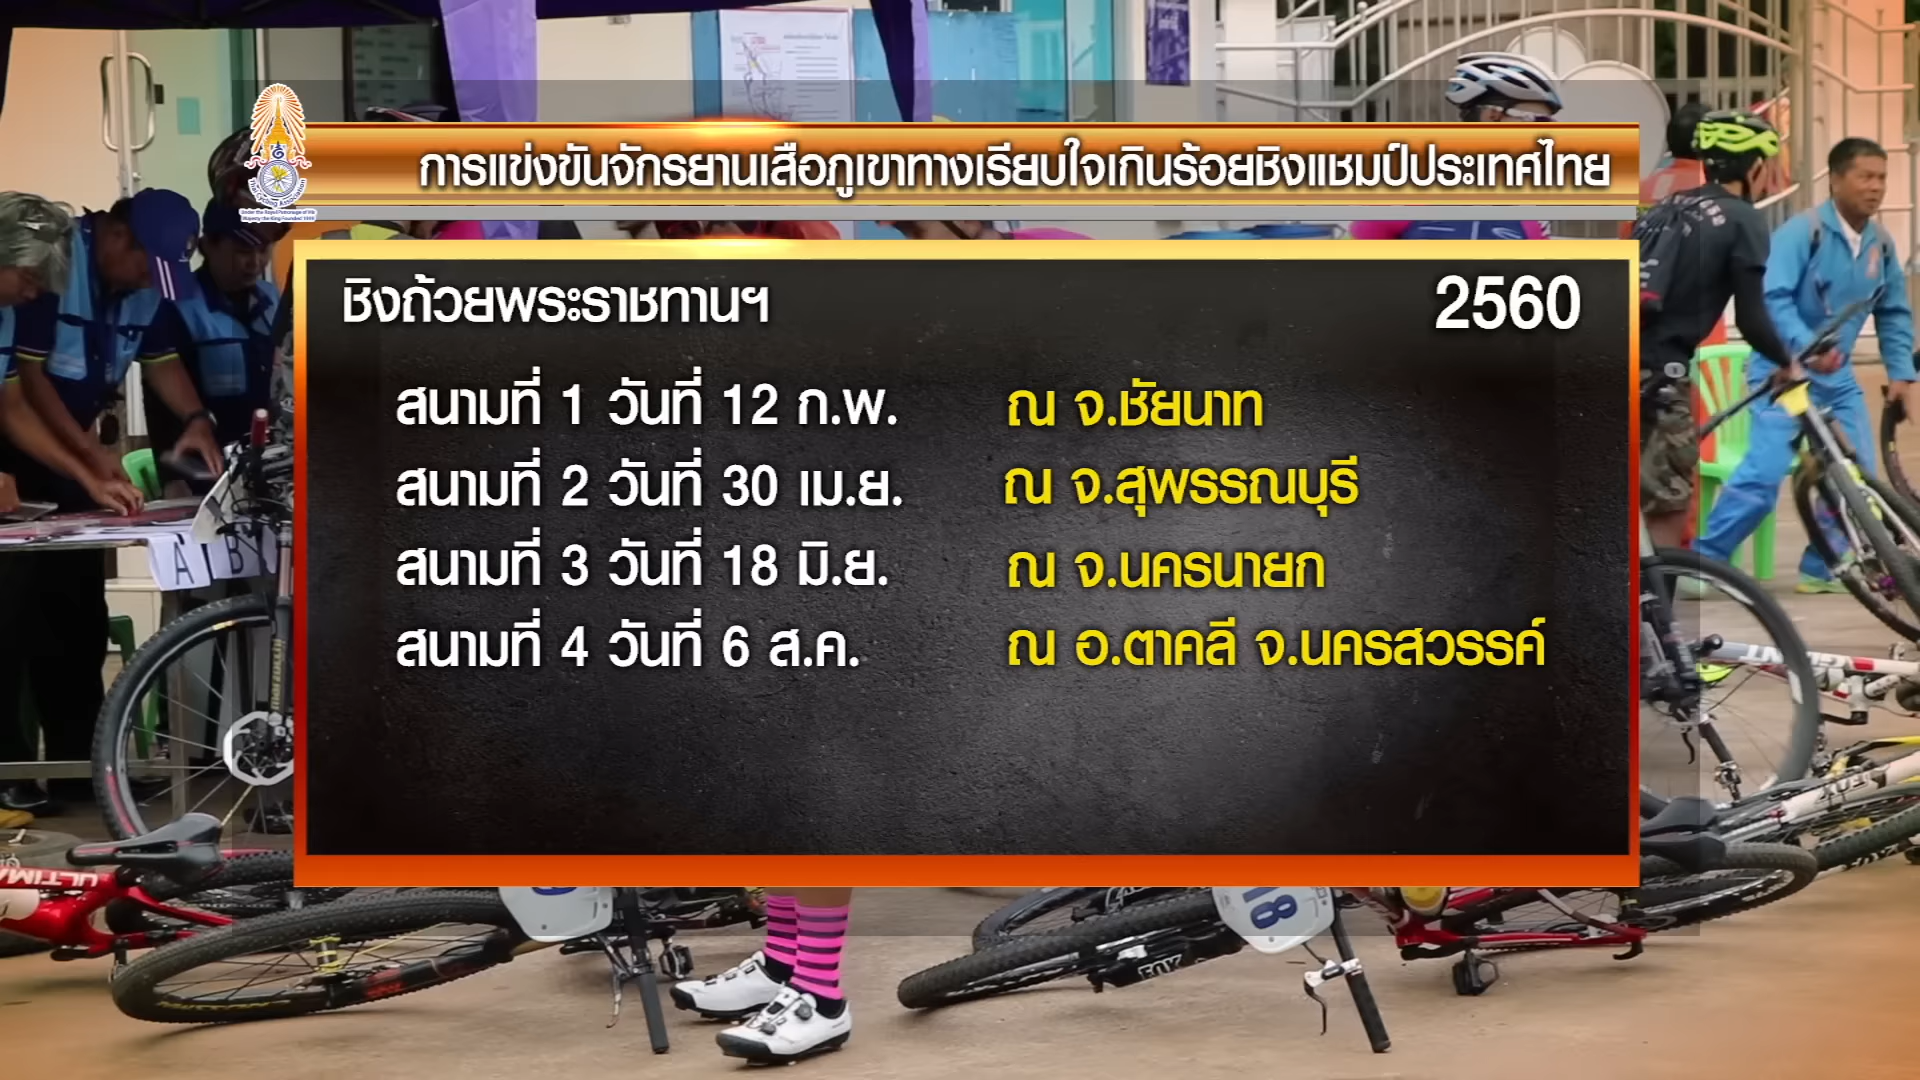 การแข่งขันจักรยานเสือภูเขาทางเรียบใจเกินร้อยชิงแชมป์ประเทศไทย
ชิงถ้วยพระราชทานฯ 2560
สนามที่ 1 วันที่ 12 ก.พ. ณ จ.ชัยนาท
สนามที่ 2 วันที่ 30 เม.ย. ณ จ.สุพรรณบุรี
สนามที่ 3 วันที่ 18 มิ.ย. ณ จ.นครนายก
สนามที่ 4 วันที่ 6 ส.ค. ณ อ.ตาคลี จ.นครสวรรค์
A
B
ULTIMA
FOX
18